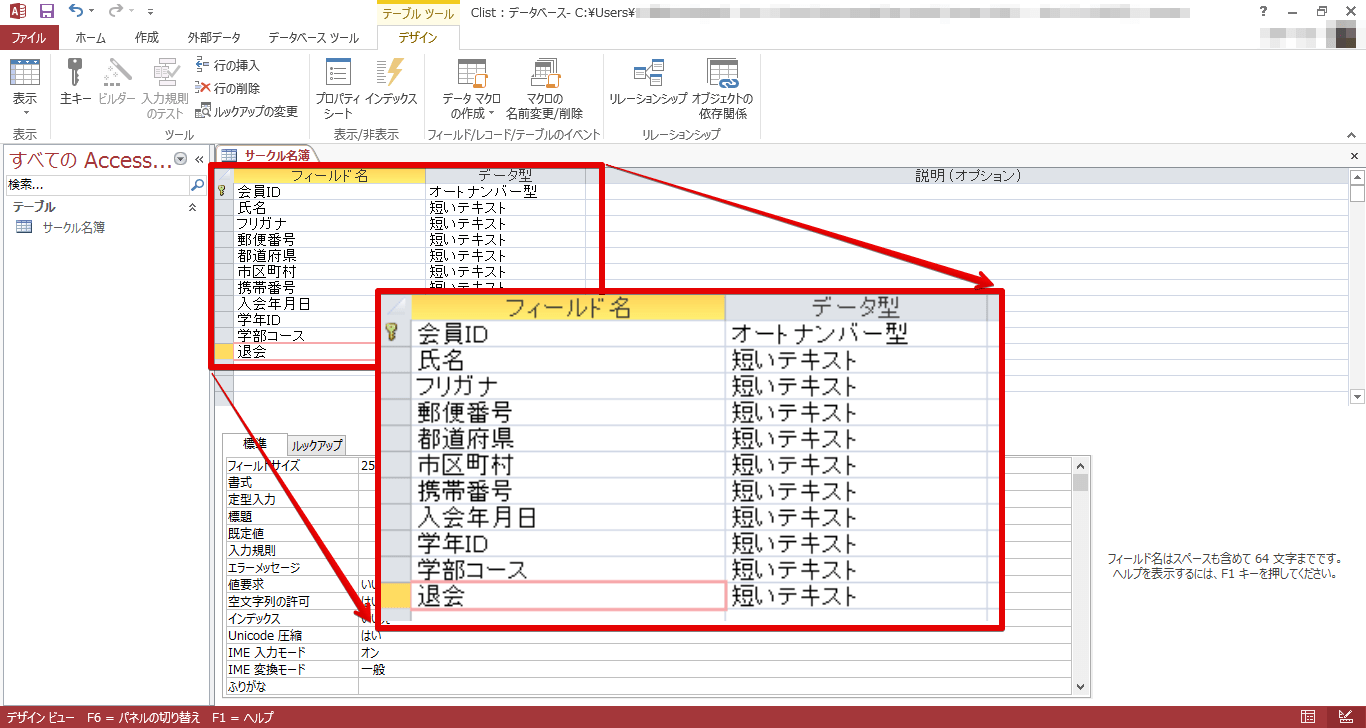 テーブル ツール
Clist : データベース- C:¥Users¥
?
ファイル
ホーム
作成
外部データ
データベース ツール
デザイン
表示
主キー
ビルダー
入力規則
のテスト
行の挿入
行の削除
ルックアップの変更
プロパティ
シート
インデックス
データ マクロ
の作成
マクロの
名前変更/削除
リレーションシップ
オブジェクトの
依存関係
表示
ツール
表示/非表示
フィールド/レコード/テーブルのイベント
リレーションシップ
すべての Access...
検索...
テーブル
サークル名簿
サークル名簿
フィールド名 データ型 説明(オプション)
会員ID オートナンバー型
氏名 短いテキスト
フリガナ 短いテキスト
郵便番号 短いテキスト
都道府県 短いテキスト
市区町村 短いテキスト
携帯番号 短いテキスト
入会年月日
学年ID
学部コース
退会
フィールド名 データ型
会員ID オートナンバー型
氏名 短いテキスト
フリガナ 短いテキスト
郵便番号 短いテキスト
都道府県 短いテキスト
市区町村 短いテキスト
携帯番号 短いテキスト
入会年月日 短いテキスト
学年ID 短いテキスト
学部コース 短いテキスト
退会 短いテキスト
標準 ルックアップ
フィールドサイズ 25
書式
定型入力
標題
既定値
入力規則
エラーメッセージ
値要求
空文字列の許可
インデックス
Unicode 圧縮 はい
IME 入力モード オン
IME 変換モード 一般
ふりがな
フィールド名はスペースも含めて 64 文字までです。
ヘルプを表示するには、F1 キーを押してください。
デザイン ビュー F6 = パネルの切り替え F1 = ヘルプ